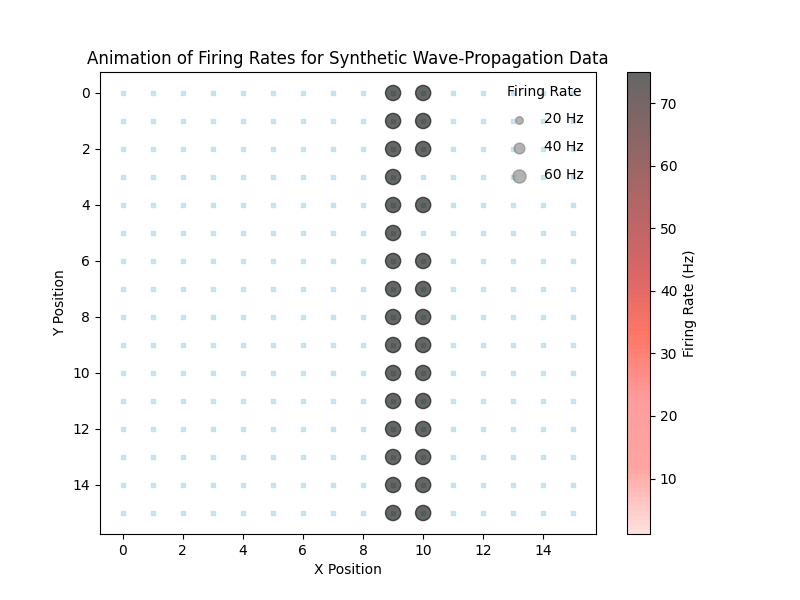 Animation of Firing Rates for Synthetic Wave-Propagation Data
Firing Rate
20 Hz
40 Hz
60 Hz
0
2
4
6
8
10
12
14
Y Position
0 2 4 6 8 10 12 14
X Position
70
60
50
40
30
20
10
Firing Rate (Hz)